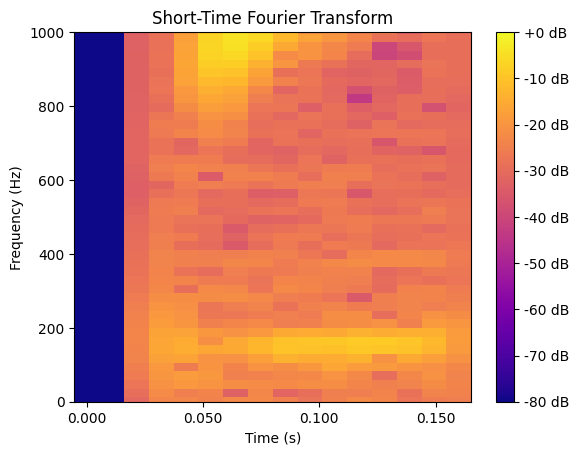 Short-Time Fourier Transform
1000
800
600
400
200
0
Frequency (Hz)
0.000
0.050
0.100
0.150
Time (s)
+0 dB
-10 dB
-20 dB
-30 dB
-40 dB
-50 dB
-60 dB
-70 dB
-80 dB